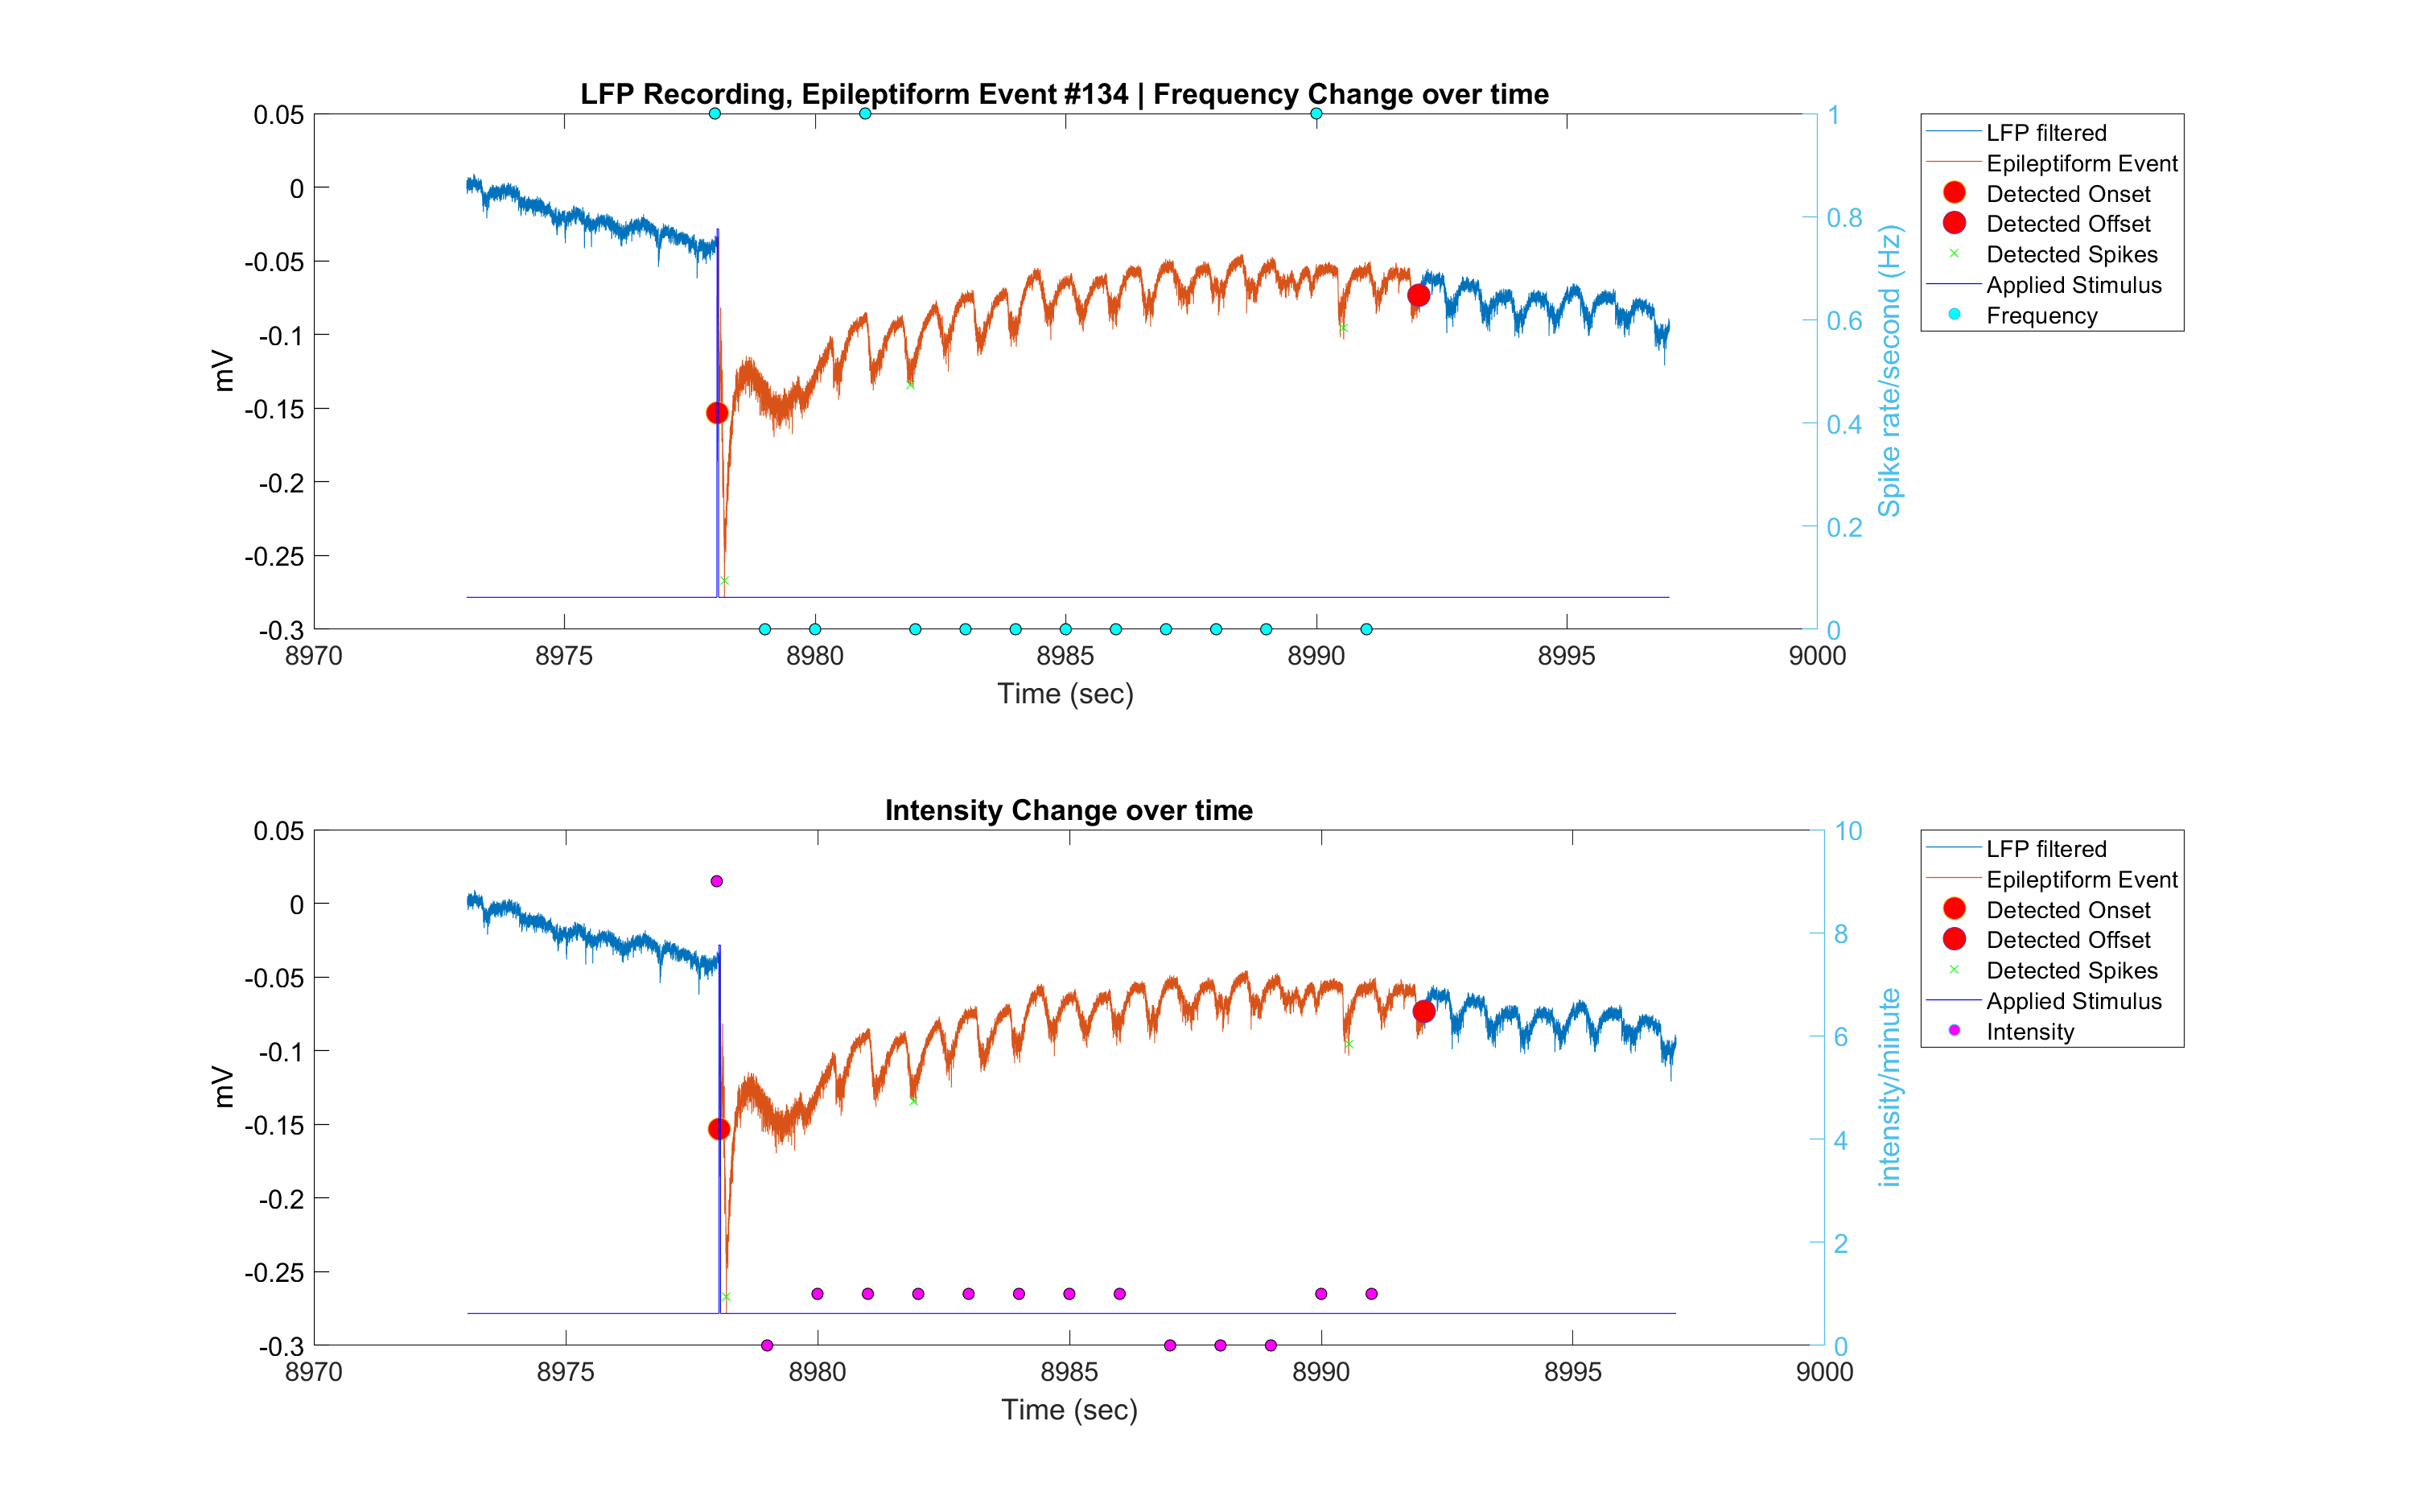 LFP Recording, Epileptiform Event #134 | Frequency Change over time
0.05
0
-0.05
-0.1
-0.15
-0.2
-0.25
-0.3
mV
8970
8975
8980
8985
8990
8995
9000
Time (sec)
1
0.8
0.6
0.4
0.2
0
Spike rate/second (Hz)
LFP filtered
Epileptiform Event
Detected Onset
Detected Offset
Detected Spikes
Applied Stimulus
Frequency
Intensity Change over time
0.05
0
-0.05
-0.1
-0.15
-0.2
-0.25
-0.3
mV
8970
8975
8980
8985
8990
8995
9000
Time (sec)
10
8
6
4
2
0
intensity/minute
LFP filtered
Epileptiform Event
Detected Onset
Detected Offset
Detected Spikes
Applied Stimulus
Intensity